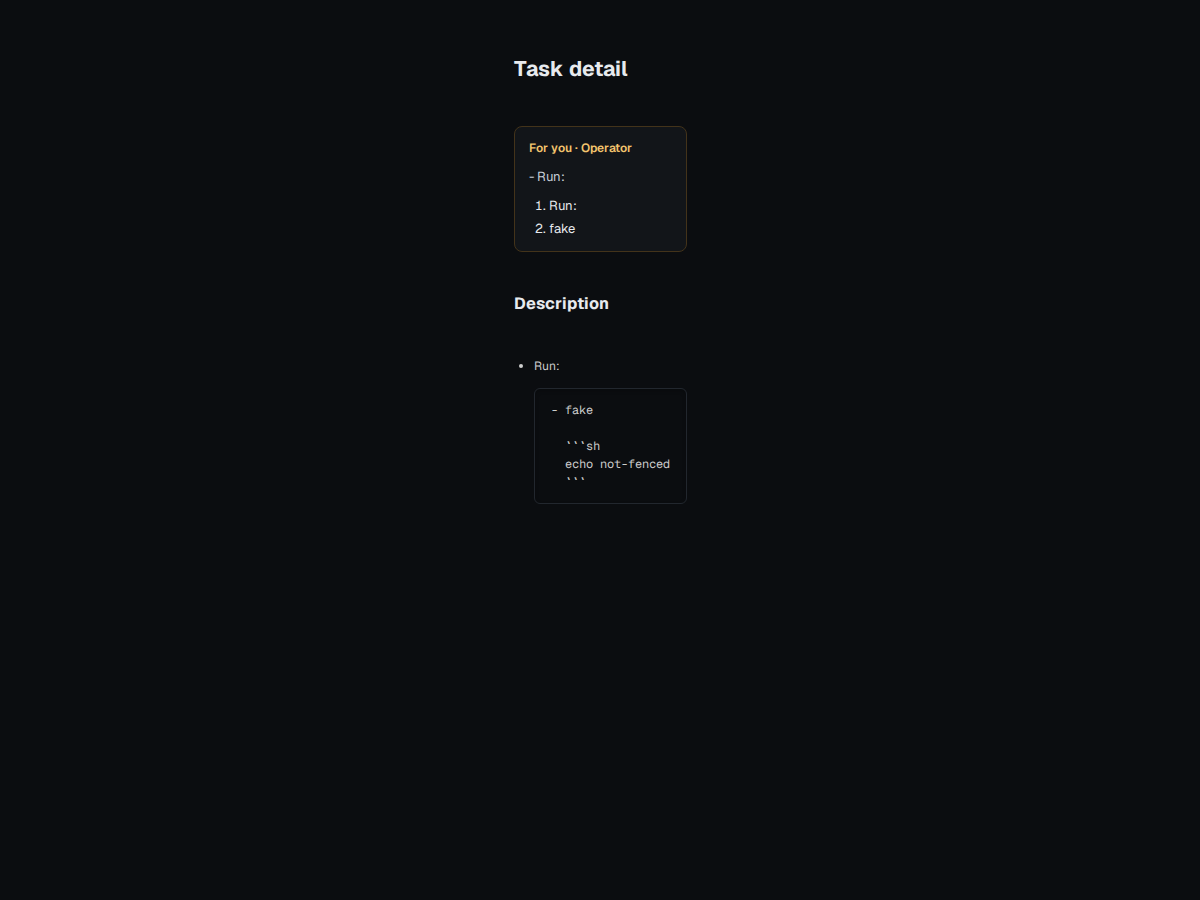 Task detail
For you · Operator
- Run:
1. Run:
2. fake
Description
• Run:
- fake
```sh
echo not-fenced
```